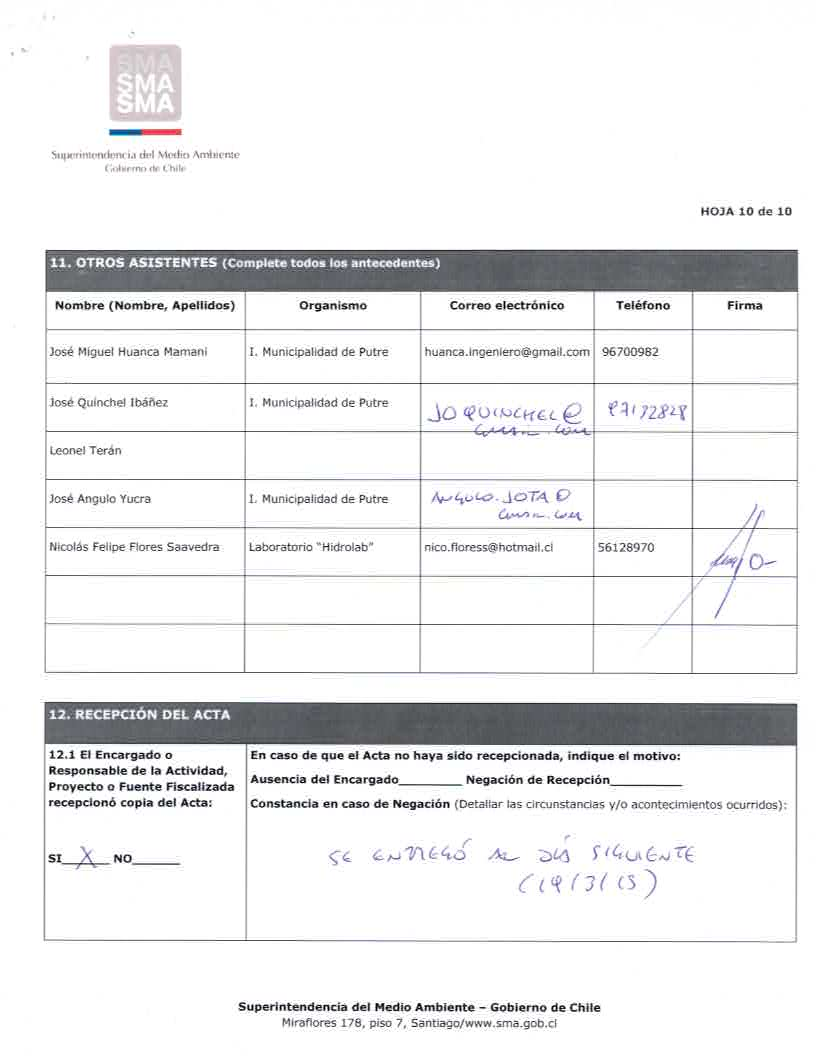 SMA
SMA
SMA
Superintendencia del Medio Ambiente
Gobierno de Chile
HOJA 10 de 10
11. OTROS ASISTENTES (Complete todos los antecedentes)
Nombre (Nombre, Apellidos) Organismo Correo electrónico Teléfono Firma
José Miguel Huanca Mamani I. Municipalidad de Putre huanca.ingeniero@gmail.com 96700982
José Quinchel Ibáñez I. Municipalidad de Putre JOQUINCHEL@ 97132828
Leonel Terán
José Angulo Yucra I. Municipalidad de Putre ANGULO.JOTA@
Nicolás Felipe Flores Saavedra Laboratorio "Hidrolab" nico.floress@hotmail.cl 56128970
12. RECEPCIÓN DEL ACTA
12.1 El Encargado o
Responsable de la Actividad,
Proyecto o Fuente Fiscalizada
recepcionó copia del Acta:
SI__X__ NO______
En caso de que el Acta no haya sido recepcionada, indique el motivo:
Ausencia del Encargado________ Negación de Recepción_________
Constancia en caso de Negación (Detallar las circunstancias y/o acontecimientos ocurridos):
SE ENTREGÓ AL DÍA SIGUIENTE
(19/3/15)
Superintendencia del Medio Ambiente – Gobierno de Chile
Miraflores 178, piso 7, Santiago/www.sma.gob.cl